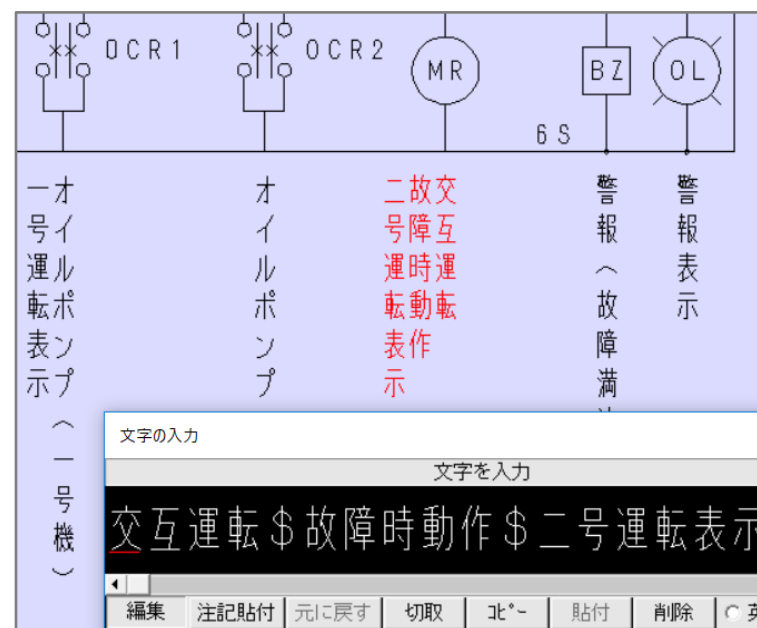 OCR1
OCR2
MR
BZ
OL
6S
オイルポンプ（一号機）
一号運転表示
オイルポンプ
交互運転
故障時動作
二号運転表示
警報（故障満
警報表示
文字の入力
文字を入力
交互運転$故障時動作$二号運転表示
編集 注記貼付 元に戻す 切取 コピー 貼付 削除